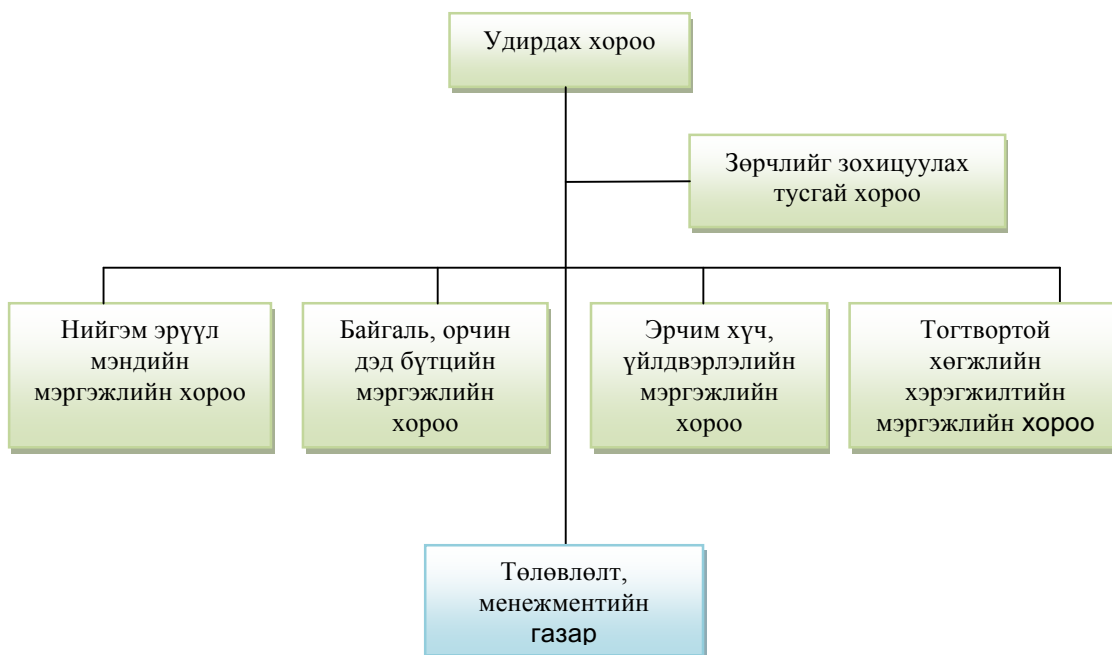 Удирдах хороо
Зөрчлийг зохицуулах
тусгай хороо
Нийгэм эрүүл
мэндийн
мэргэжлийн хороо
Байгаль, орчин
дэд бүтцийн
мэргэжлийн
хороо
Эрчим хүч,
үйлдвэрлэлийн
мэргэжлийн
хороо
Тогтвортой
хөгжлийн
хэрэгжилтийн
мэргэжлийн хороо
Төлөвлөлт,
менежментийн
газар